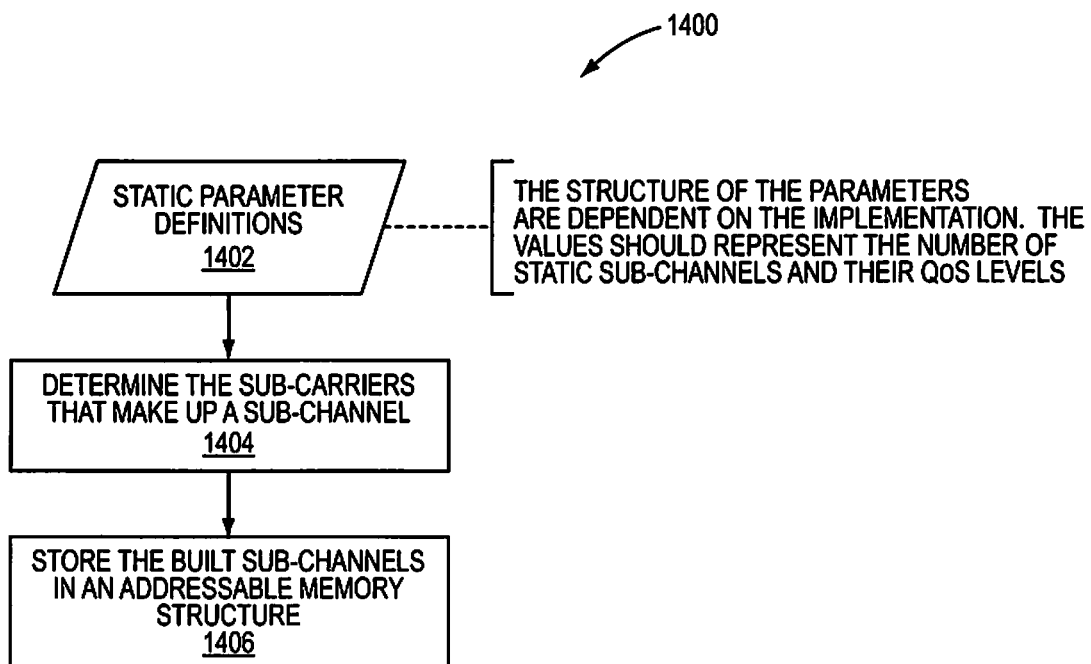 1400
STATIC PARAMETER
DEFINITIONS
1402
THE STRUCTURE OF THE PARAMETERS
ARE DEPENDENT ON THE IMPLEMENTATION. THE
VALUES SHOULD REPRESENT THE NUMBER OF
STATIC SUB-CHANNELS AND THEIR QoS LEVELS
DETERMINE THE SUB-CARRIERS
THAT MAKE UP A SUB-CHANNEL
1404
STORE THE BUILT SUB-CHANNELS
IN AN ADDRESSABLE MEMORY
STRUCTURE
1406